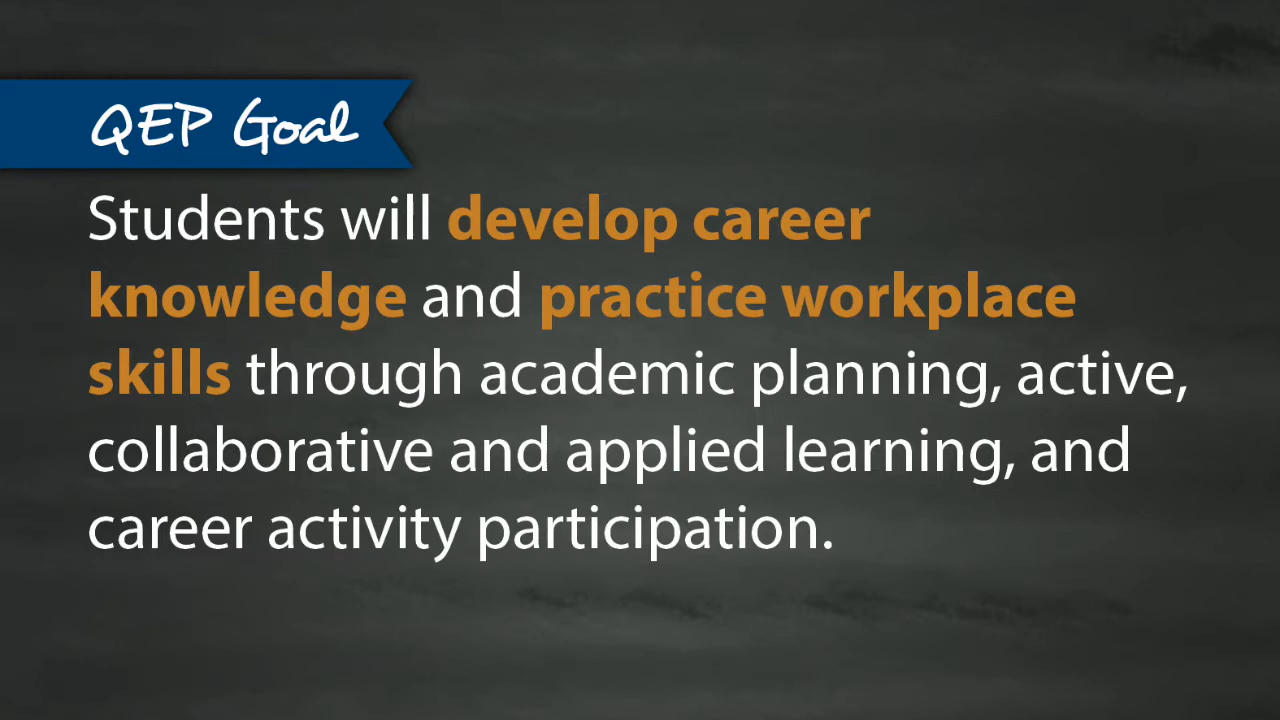 QEP Goal
Students will develop career
knowledge and practice workplace
skills through academic planning, active,
collaborative and applied learning, and
career activity participation.